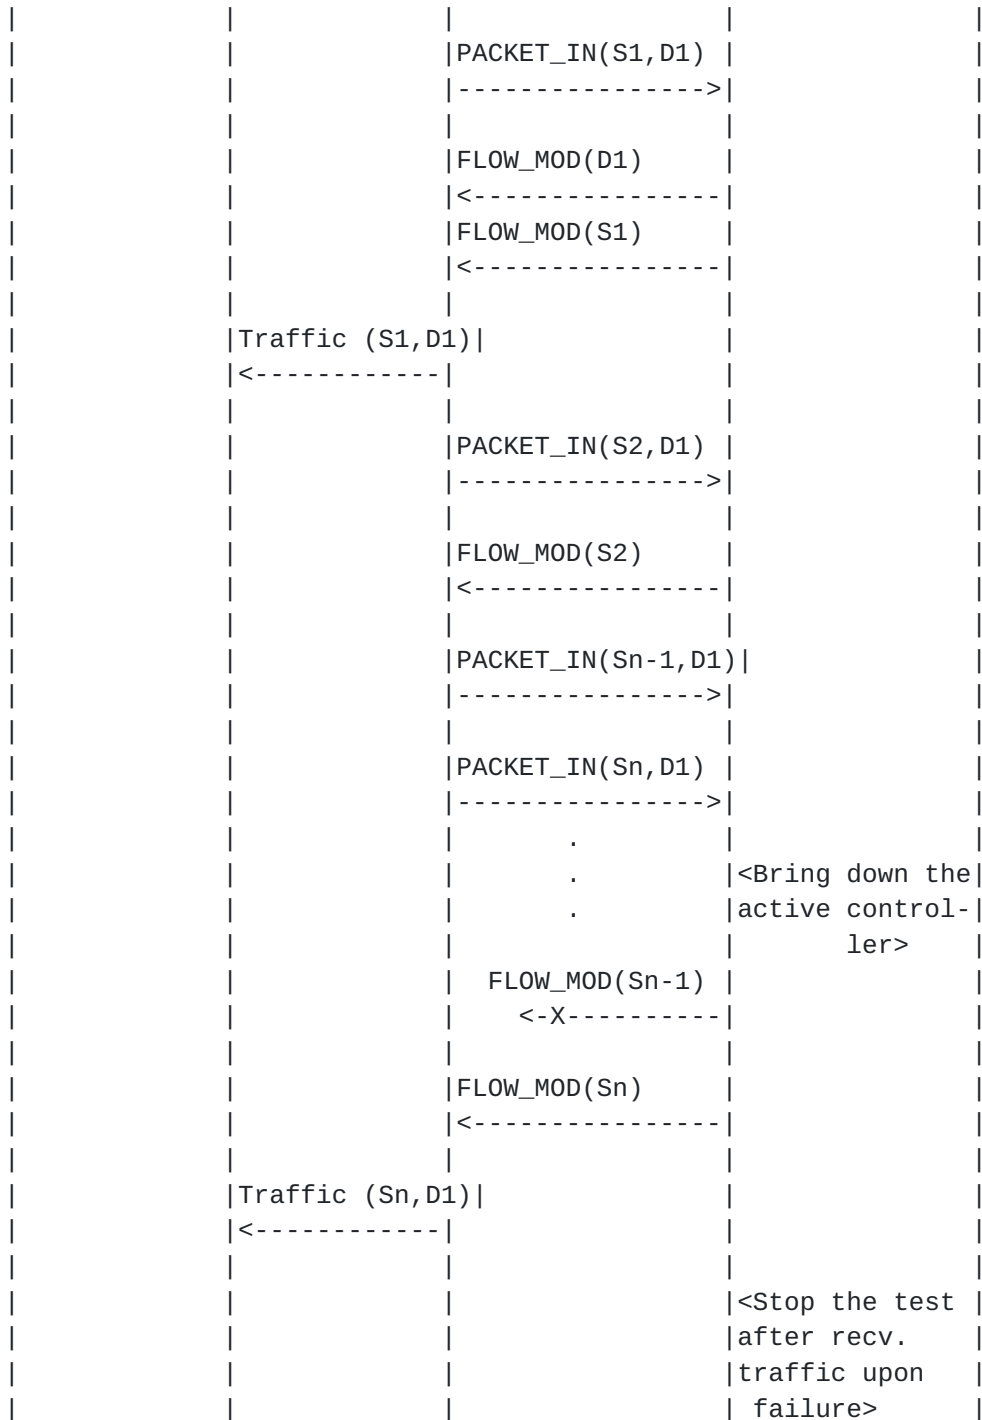 |             |             |                 |               |
|             |             |PACKET_IN(S1,D1) |               |
|             |             |---------------->|               |
|             |             |                 |               |
|             |             |FLOW_MOD(D1)     |               |
|             |             |<----------------|               |
|             |             |FLOW_MOD(S1)     |               |
|             |             |<----------------|               |
|             |             |                 |               |
|             |Traffic (S1,D1)|               |               |
|             |<------------|                 |               |
|             |             |                 |               |
|             |             |PACKET_IN(S2,D1) |               |
|             |             |---------------->|               |
|             |             |                 |               |
|             |             |FLOW_MOD(S2)     |               |
|             |             |<----------------|               |
|             |             |                 |               |
|             |             |PACKET_IN(Sn-1,D1)|              |
|             |             |---------------->|               |
|             |             |                 |               |
|             |             |PACKET_IN(Sn,D1) |               |
|             |             |---------------->|               |
|             |             |       .         |               |
|             |             |       .         |<Bring down the|
|             |             |       .         |active control-|
|             |             |                 |       ler>    |
|             |             |  FLOW_MOD(Sn-1) |               |
|             |             |    <-X----------|               |
|             |             |                 |               |
|             |             |FLOW_MOD(Sn)     |               |
|             |             |<----------------|               |
|             |             |                 |               |
|             |Traffic (Sn,D1)|               |               |
|             |<------------|                 |               |
|             |             |                 |               |
|             |             |                 |<Stop the test |
|             |             |                 |after recv.    |
|             |             |                 |traffic upon   |
|             |             |                 | failure>      |